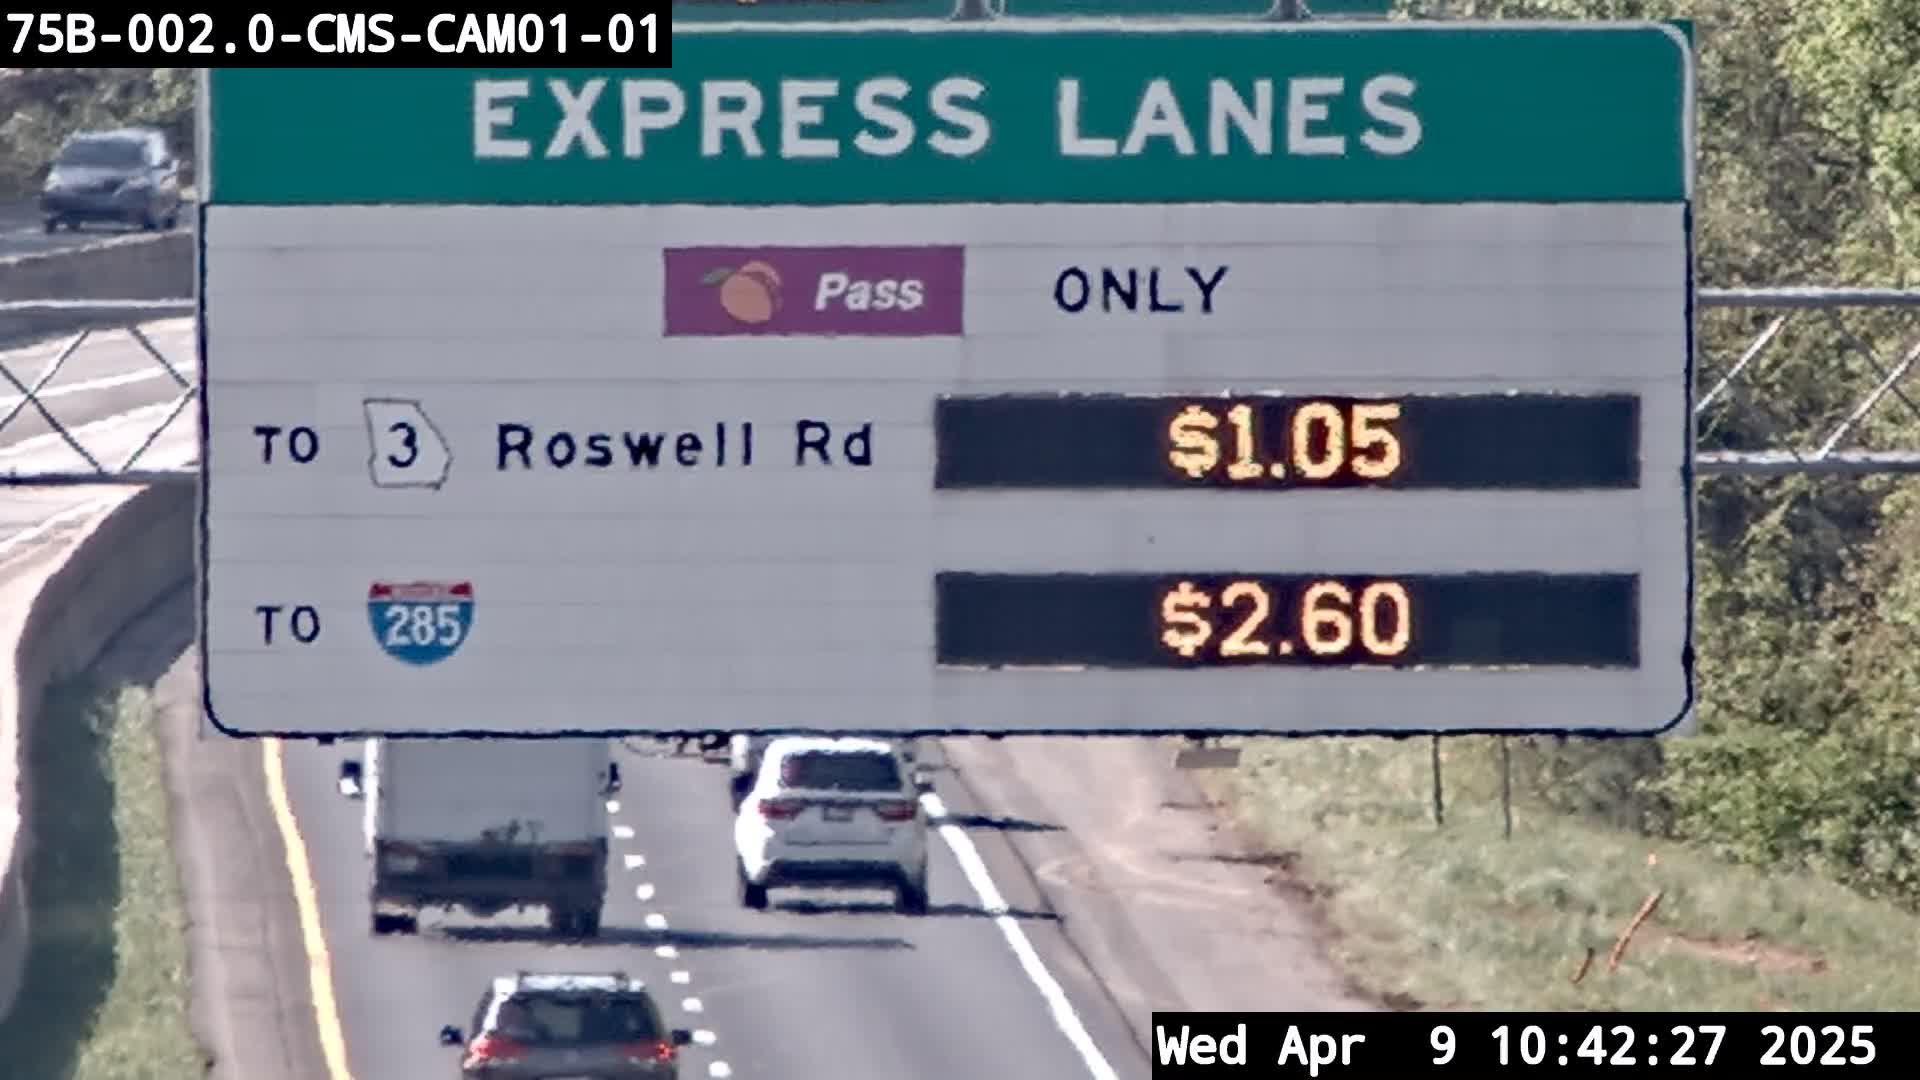 75B-002.0-CMS-CAM01-01
EXPRESS LANES
Pass ONLY
TO 3 Roswell Rd $1.05
TO 285 $2.60
Wed Apr 9 10:42:27 2025